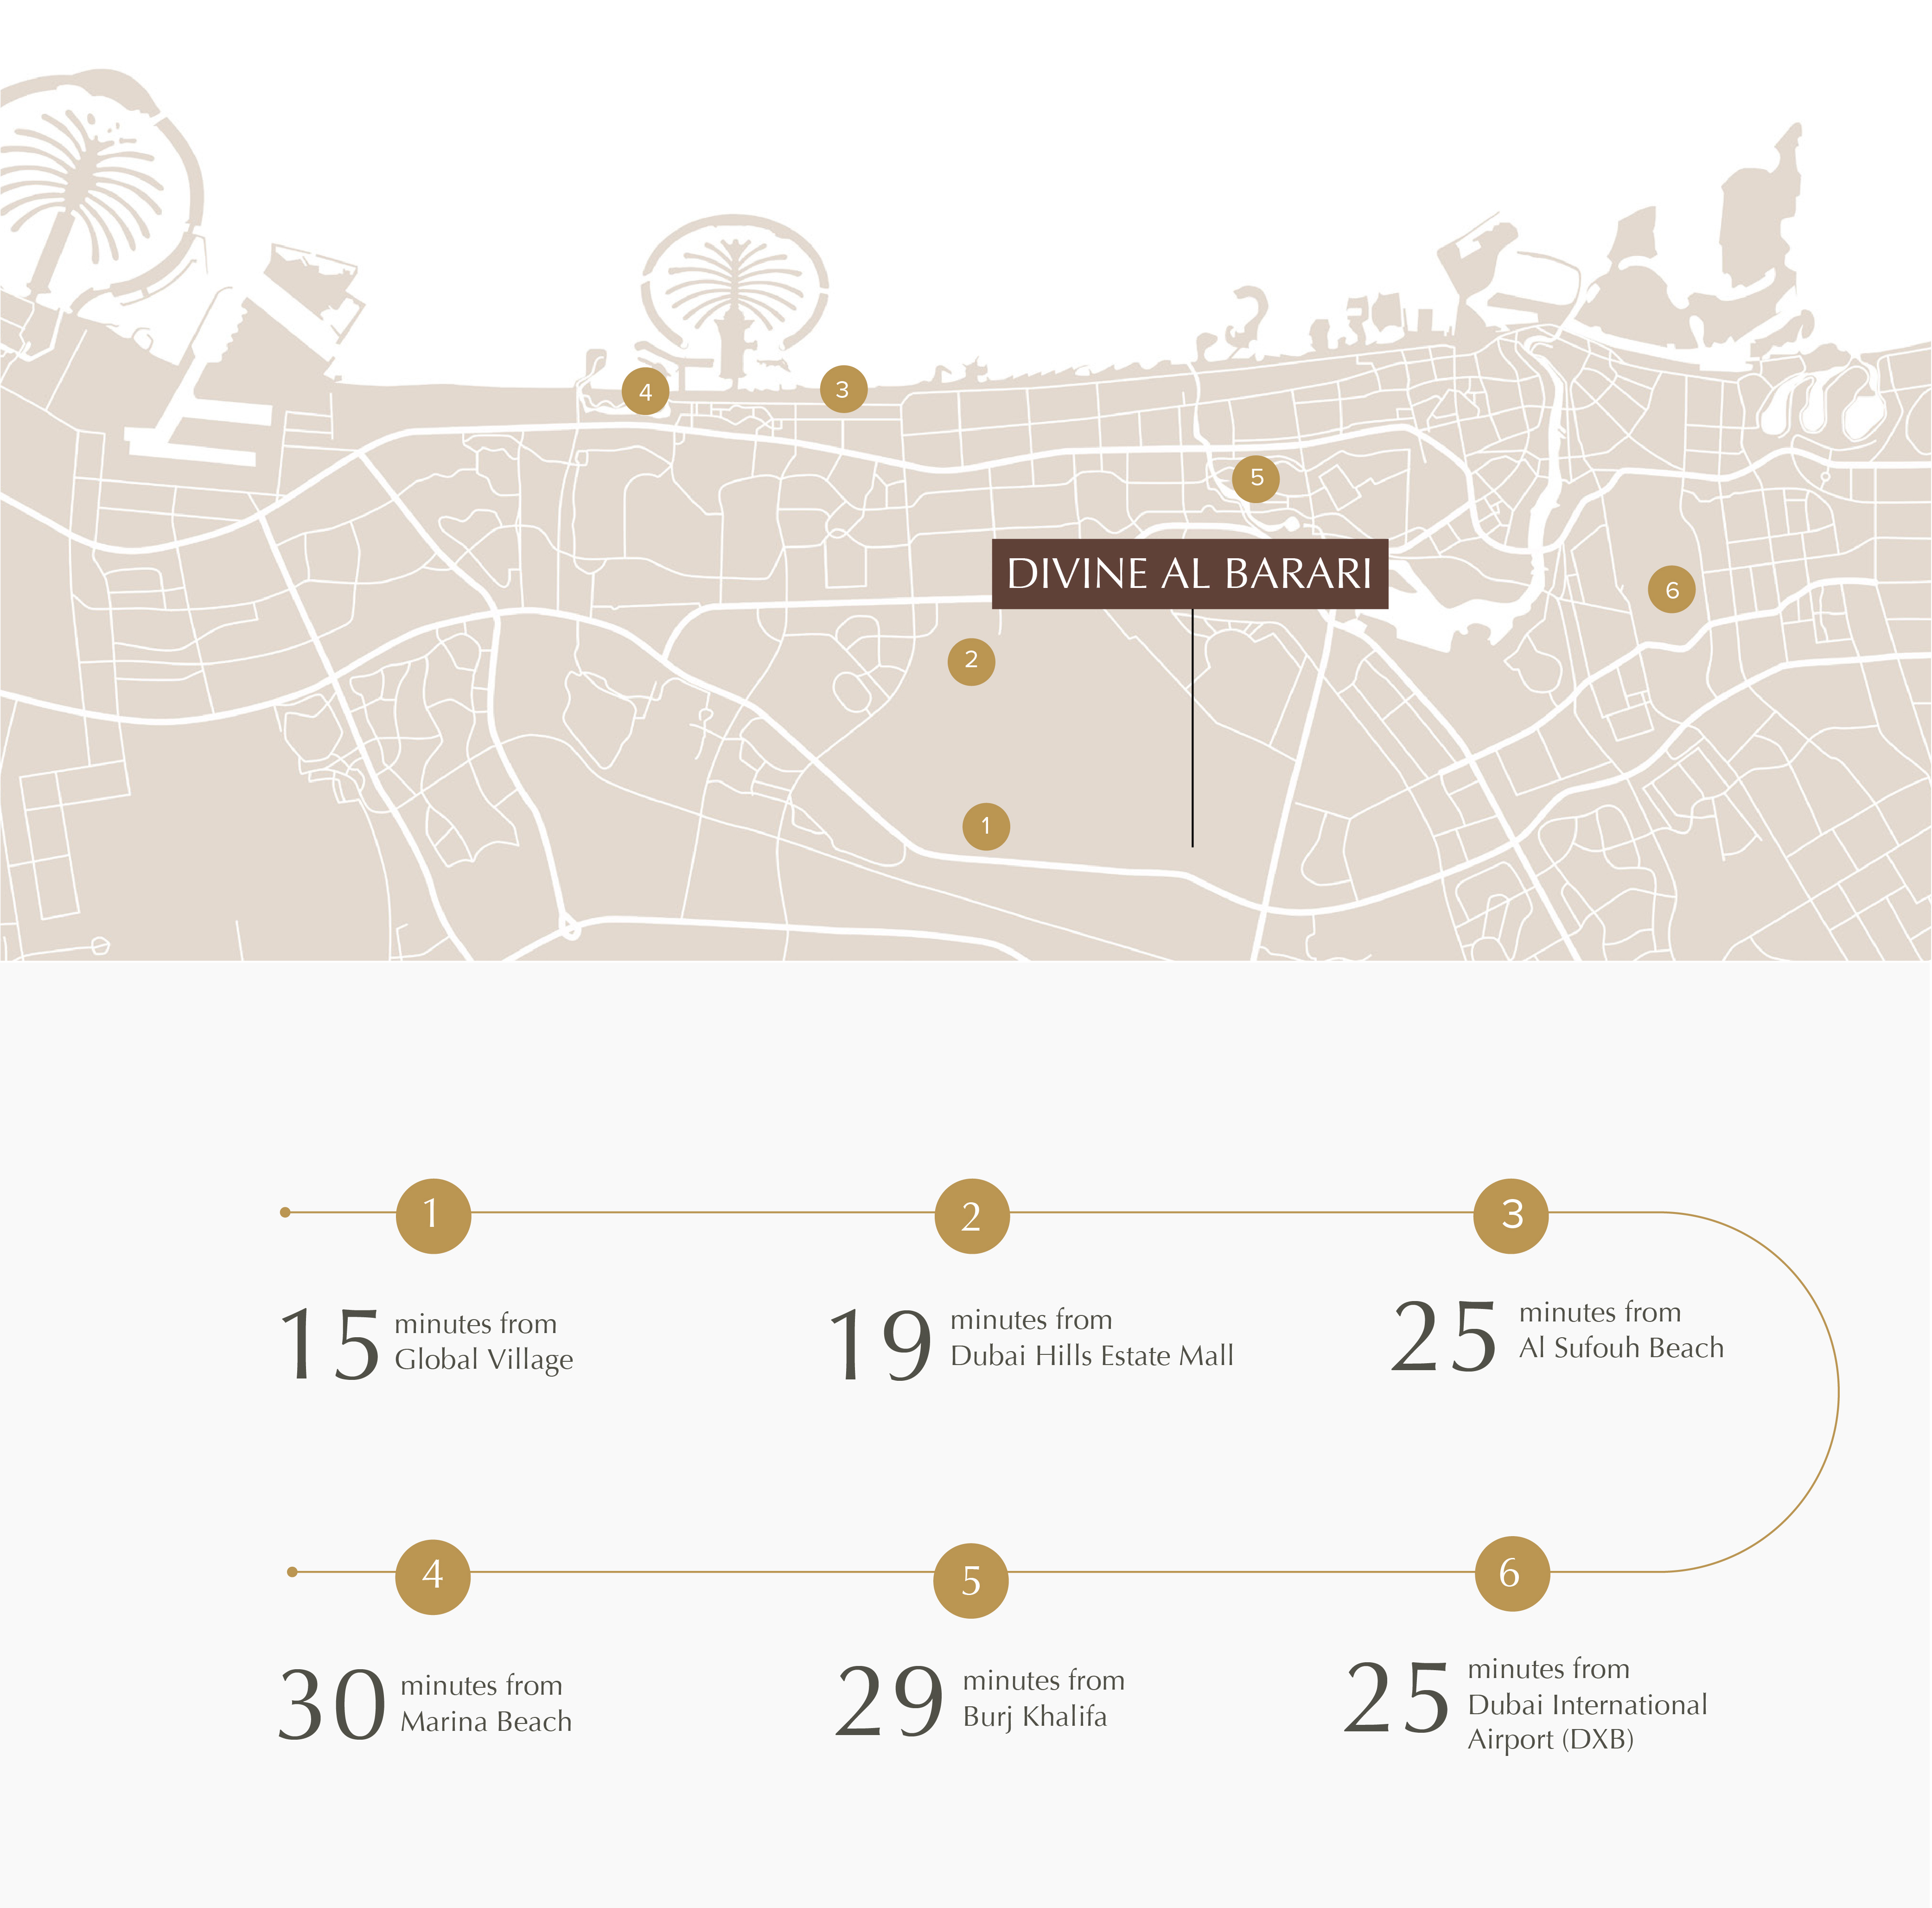 4
3
5
DIVINE AL BARARI
6
2
1
1
2
3
15 minutes from
Global Village
19 minutes from
Dubai Hills Estate Mall
25 minutes from
Al Sufouh Beach
4
5
6
30 minutes from
Marina Beach
29 minutes from
Burj Khalifa
25 minutes from
Dubai International
Airport (DXB)